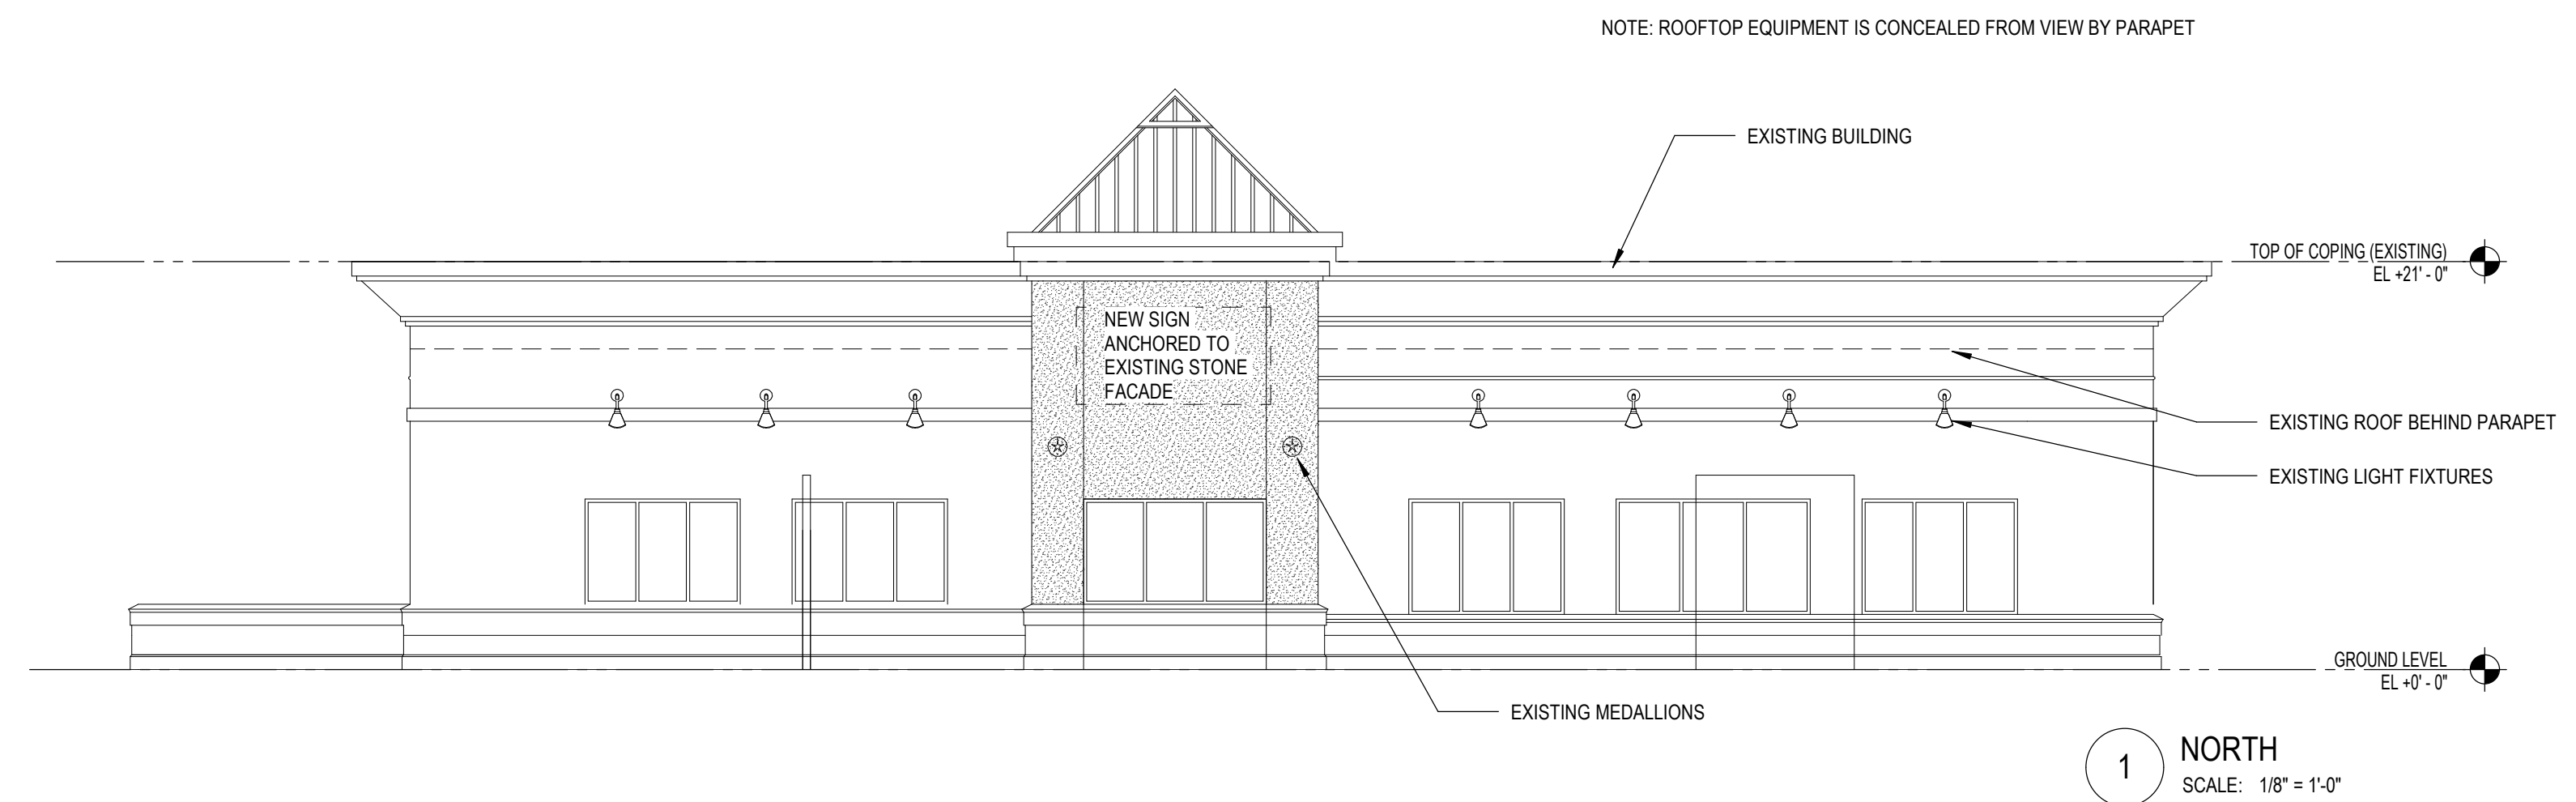 NOTE: ROOFTOP EQUIPMENT IS CONCEALED FROM VIEW BY PARAPET
EXISTING BUILDING
TOP OF COPING (EXISTING)
EL +21' - 0"
NEW SIGN
ANCHORED TO
EXISTING STONE
FACADE
EXISTING ROOF BEHIND PARAPET
EXISTING LIGHT FIXTURES
GROUND LEVEL
EL +0' - 0"
EXISTING MEDALLIONS
1
NORTH
SCALE: 1/8" = 1'-0"